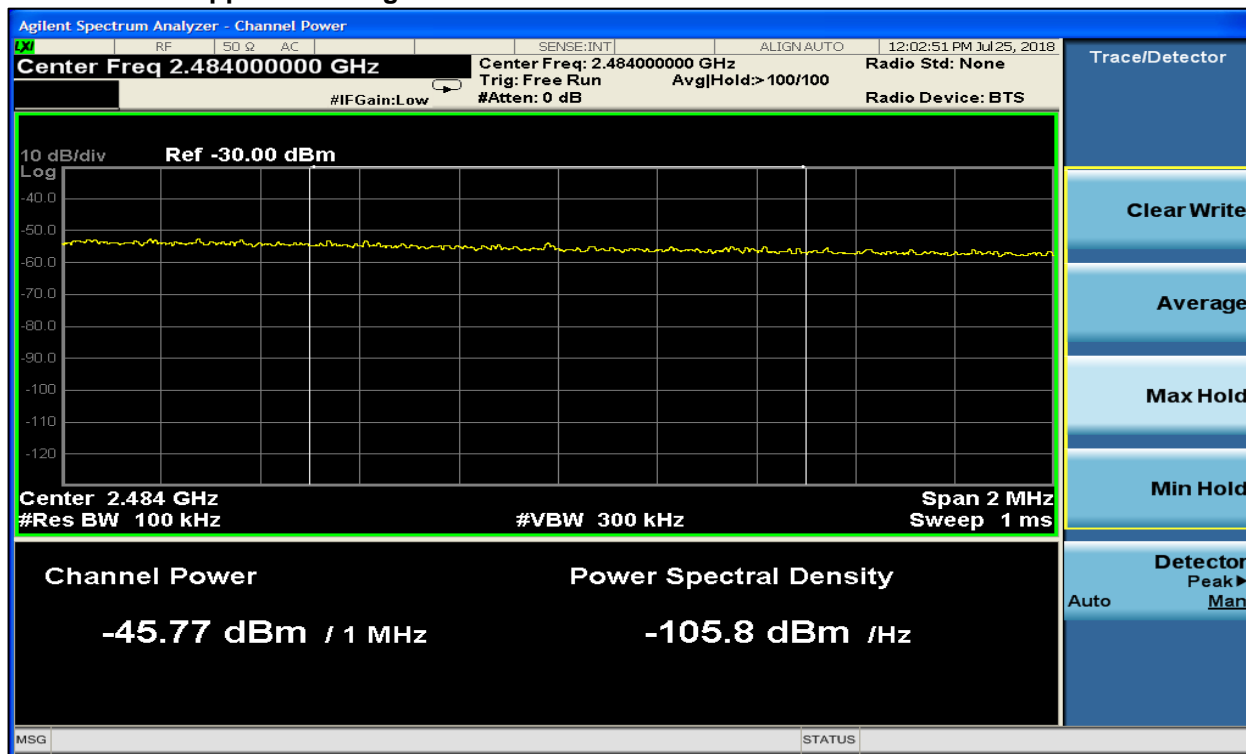 Agilent Spectrum Analyzer - Channel Power
LXI RF 50 Ω AC SENSE:INT ALIGN AUTO 12:02:51 PM Jul 25, 2018
Center Freq 2.484000000 GHz
Center Freq: 2.484000000 GHz Radio Std: None
Trig: Free Run Avg|Hold:> 100/100
#IFGain:Low #Atten: 0 dB Radio Device: BTS
Trace/Detector
10 dB/div Ref -30.00 dBm
Log
-40.0
-50.0
-60.0
-70.0
-80.0
-90.0
-100
-110
-120
Center 2.484 GHz Span 2 MHz
#Res BW 100 kHz #VBW 300 kHz Sweep 1 ms
Channel Power Power Spectral Density
-45.77 dBm / 1 MHz -105.8 dBm /Hz
Clear Write
Average
Max Hold
Min Hold
Detector
Peak▶
Auto Man
MSG STATUS